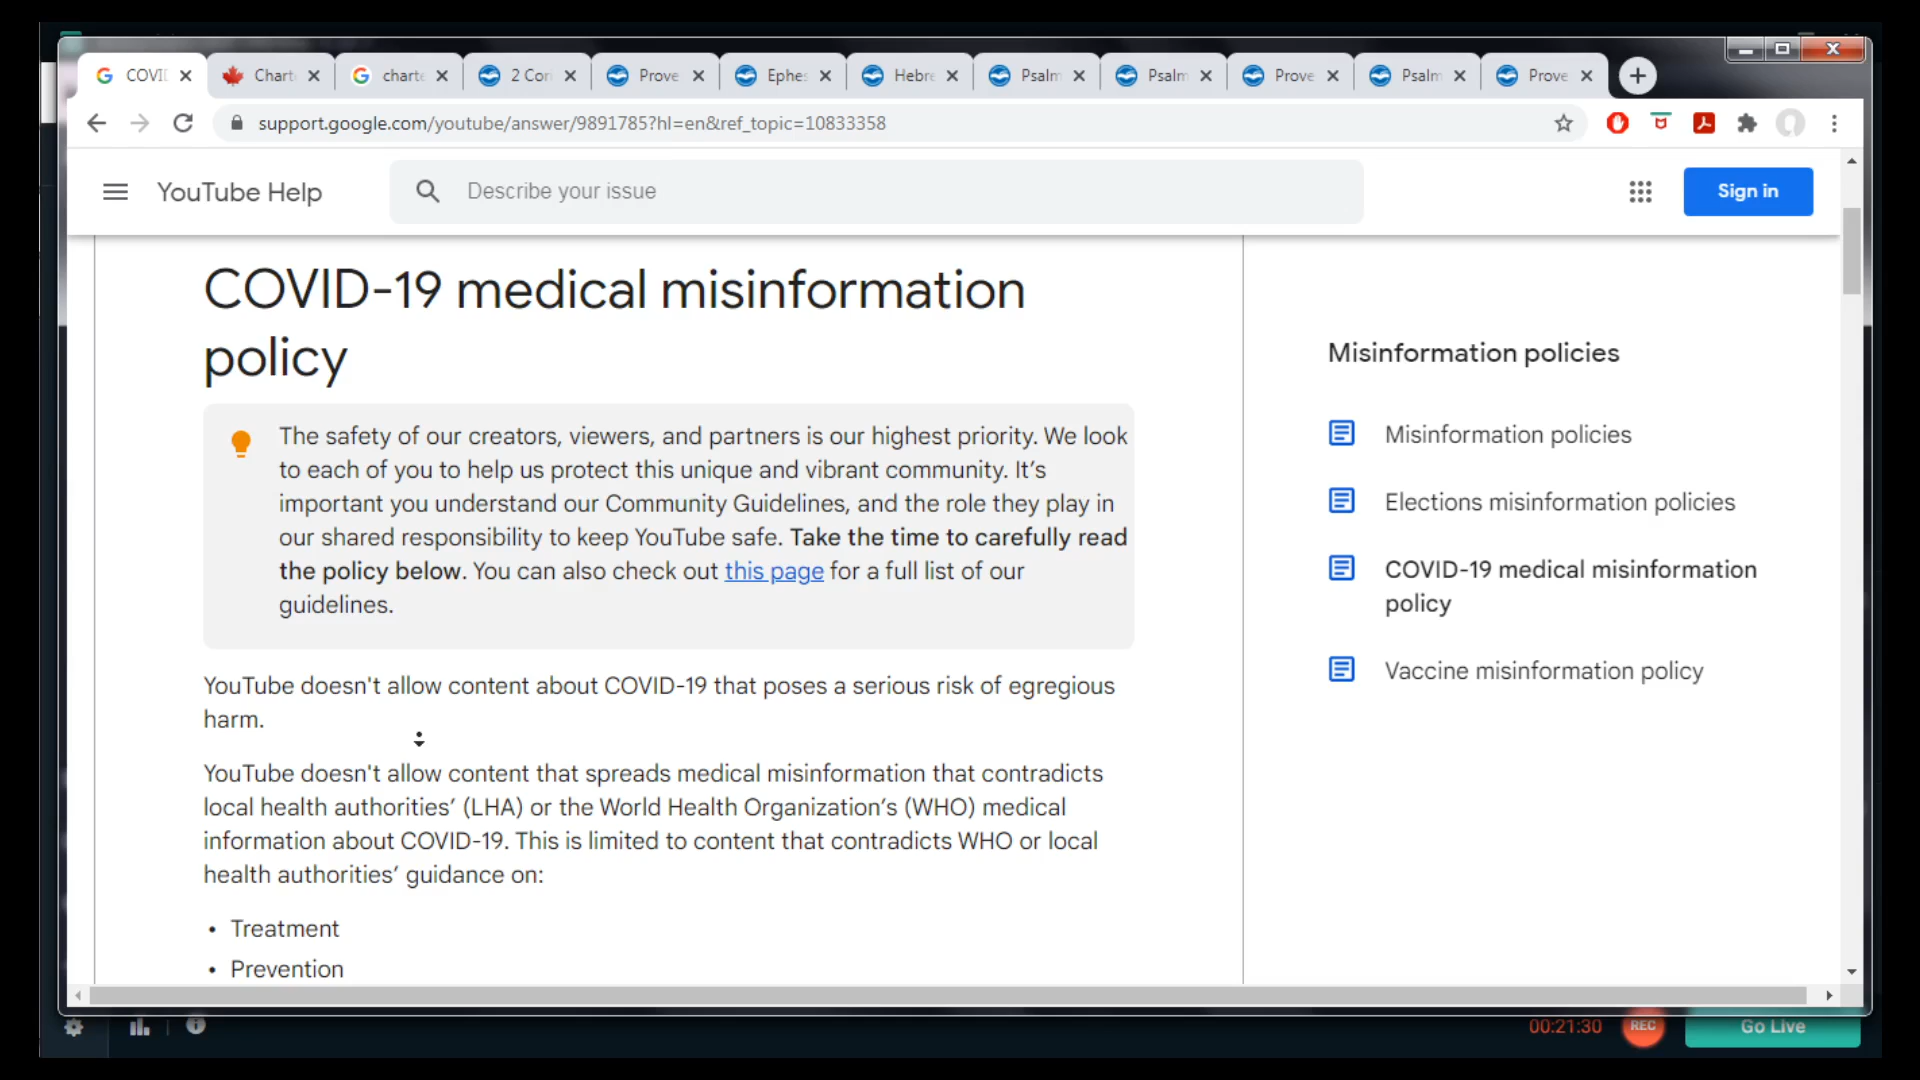 COVI
Charte
charte
2 Cori
Prove
Ephes
Hebre
Psalm
Psalm
Prove
Psalm
Prove
support.google.com/youtube/answer/9891785?hl=en&ref_topic=10833358
YouTube Help
Describe your issue
Sign in
COVID-19 medical misinformation
policy
The safety of our creators, viewers, and partners is our highest priority. We look
to each of you to help us protect this unique and vibrant community. It's
important you understand our Community Guidelines, and the role they play in
our shared responsibility to keep YouTube safe. Take the time to carefully read
the policy below. You can also check out this page for a full list of our
guidelines.
YouTube doesn't allow content about COVID-19 that poses a serious risk of egregious
harm.
YouTube doesn't allow content that spreads medical misinformation that contradicts
local health authorities' (LHA) or the World Health Organization's (WHO) medical
information about COVID-19. This is limited to content that contradicts WHO or local
health authorities' guidance on:
• Treatment
• Prevention
Misinformation policies
Misinformation policies
Elections misinformation policies
COVID-19 medical misinformation
policy
Vaccine misinformation policy
00:21:30
REC
Go Live